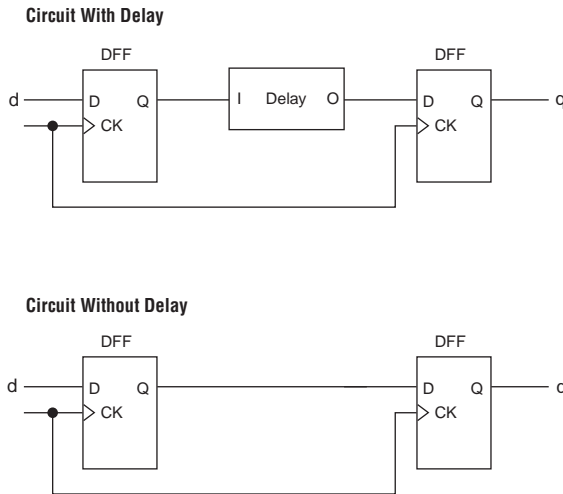 Circuit With Delay
DFF DFF
d D Q I Delay O D Q q
CK CK
Circuit Without Delay
DFF DFF
d D Q D Q
CK CK